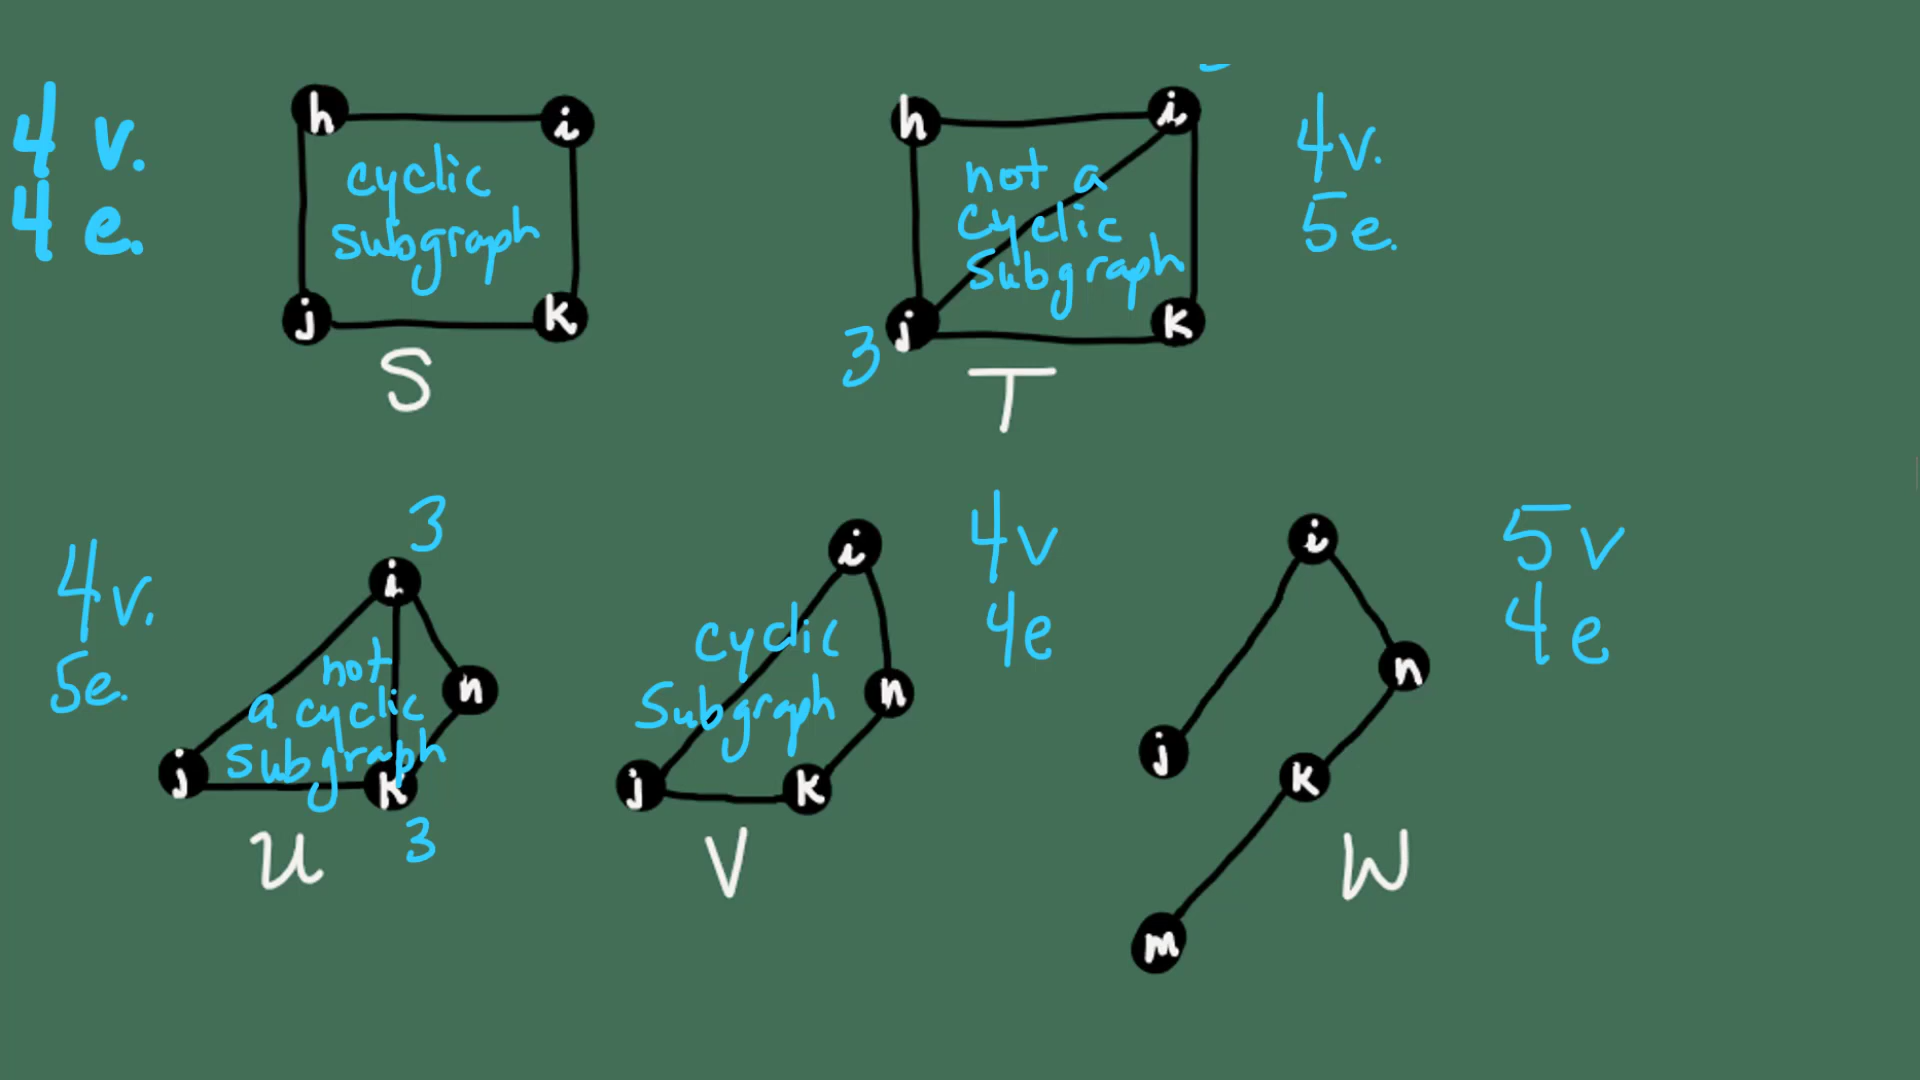 4 v.
4 e.
h
i
cyclic
subgraph
j
k
S
h
i
not a
cyclic
subgraph
j
k
3
T
4v.
5e.
4v.
5e.
3
i
not
a cyclic
subgraph
n
j
k
3
U
i
cyclic
Subgraph
n
j
k
V
4v
4e
i
n
j
k
m
W
5v
4e